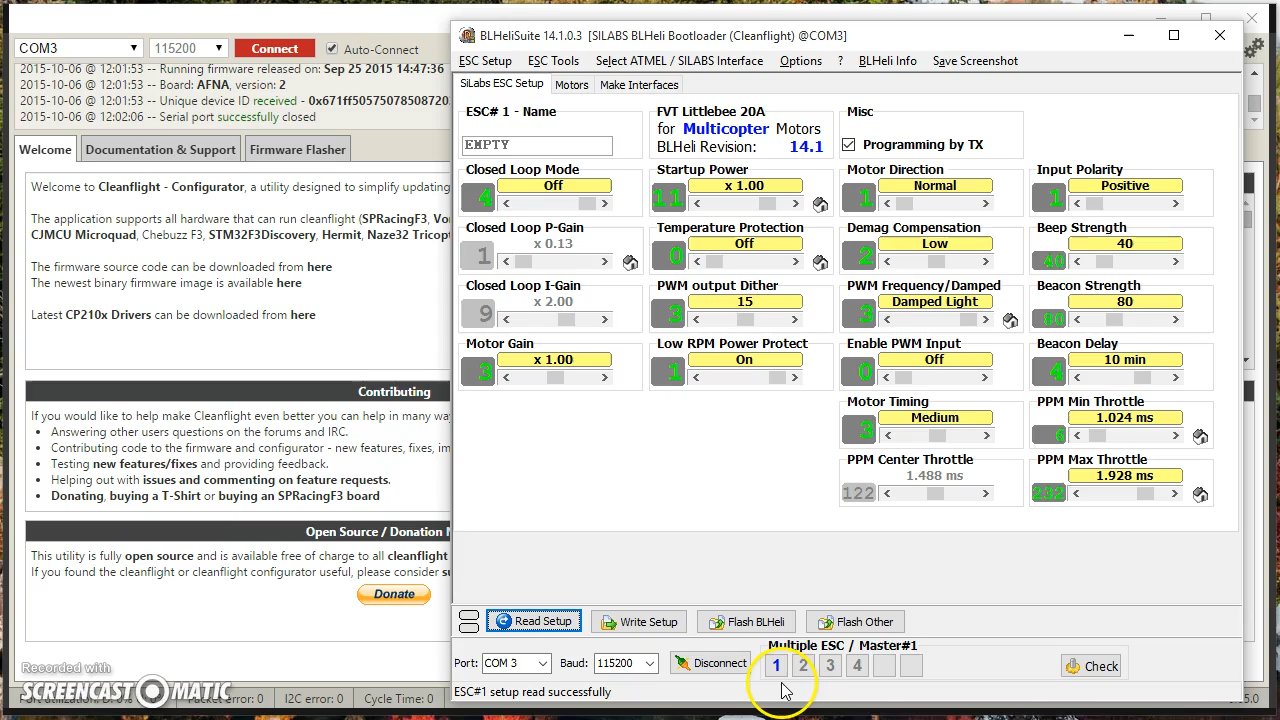 BLHeliSuite 14.1.0.3 [SILABS BLHeli Bootloader (Cleanflight) @COM3]
COM3
115200
Connect
Auto-Connect
2015-10-06 @ 12:01:53 -- Running firmware released on: Sep 25 2015 14:47:36
2015-10-06 @ 12:01:53 -- Board: AFNA, version: 2
2015-10-06 @ 12:01:53 -- Unique device ID received - 0x671ff50575078508720
2015-10-06 @ 12:02:06 -- Serial port successfully closed
Welcome
Documentation & Support
Firmware Flasher
Welcome to Cleanflight - Configurator, a utility designed to simplify updating
The application supports all hardware that can run cleanflight (SPRacingF3,
CJMCU Microquad, Chebuzz F3, STM32F3Discovery, Hermit, Naze32 Tricopt
The firmware source code can be downloaded from here
The newest binary firmware image is available here
Latest CP210x Drivers can be downloaded from here
Contributing
If you would like to help make Cleanflight even better you can help in many
Answering other users questions on the forums and IRC.
Contributing code to the firmware and configurator - new features, fixes,
Testing new features/fixes and providing feedback.
Helping out with issues and commenting on feature requests.
Donating, buying a T-Shirt or buying an SPRacingF3 board
Open Source / Donation
This utility is fully open source and is available free of charge to all cleanflight
If you found the cleanflight or cleanflight configurator useful, please consider
Donate
Recorded with
SCREENCAST-O-MATIC
Packet error: 0
I2C error: 0
Cycle Time: 0
ESC Setup
ESC Tools
Select ATMEL / SILABS Interface
Options
?
BLHeli Info
Save Screenshot
SiLabs ESC Setup
Motors
Make Interfaces
ESC# 1 - Name
EMPTY
FVT Littlebee 20A
for Multicopter Motors
BLHeli Revision: 14.1
Misc
Programming by TX
Closed Loop Mode
Off
4
Startup Power
x 1.00
11
Motor Direction
Normal
1
Input Polarity
Positive
1
Closed Loop P-Gain
x 0.13
1
Temperature Protection
Off
0
Demag Compensation
Low
2
Beep Strength
40
40
Closed Loop I-Gain
x 2.00
9
PWM output Dither
15
3
PWM Frequency/Damped
Damped Light
3
Beacon Strength
80
80
Motor Gain
x 1.00
3
Low RPM Power Protect
On
1
Enable PWM Input
Off
0
Beacon Delay
10 min
4
Motor Timing
Medium
3
PPM Min Throttle
1.024 ms
6
PPM Center Throttle
1.488 ms
122
PPM Max Throttle
1.928 ms
232
Read Setup
Write Setup
Flash BLHeli
Flash Other
Multiple ESC / Master#1
Port:
COM 3
Baud:
115200
Disconnect
1
2
3
4
Check
ESC#1 setup read successfully